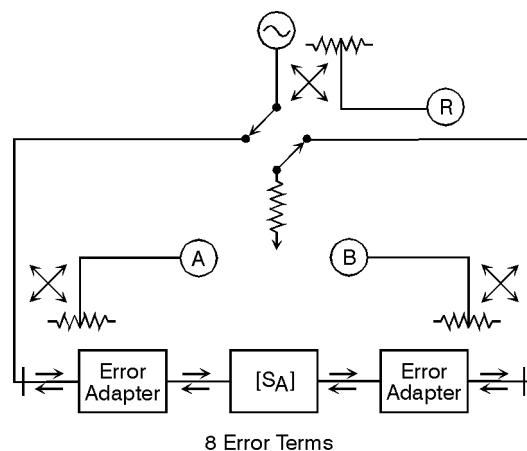 R
A
B
Error
Adapter
[SA]
Error
Adapter
8 Error Terms